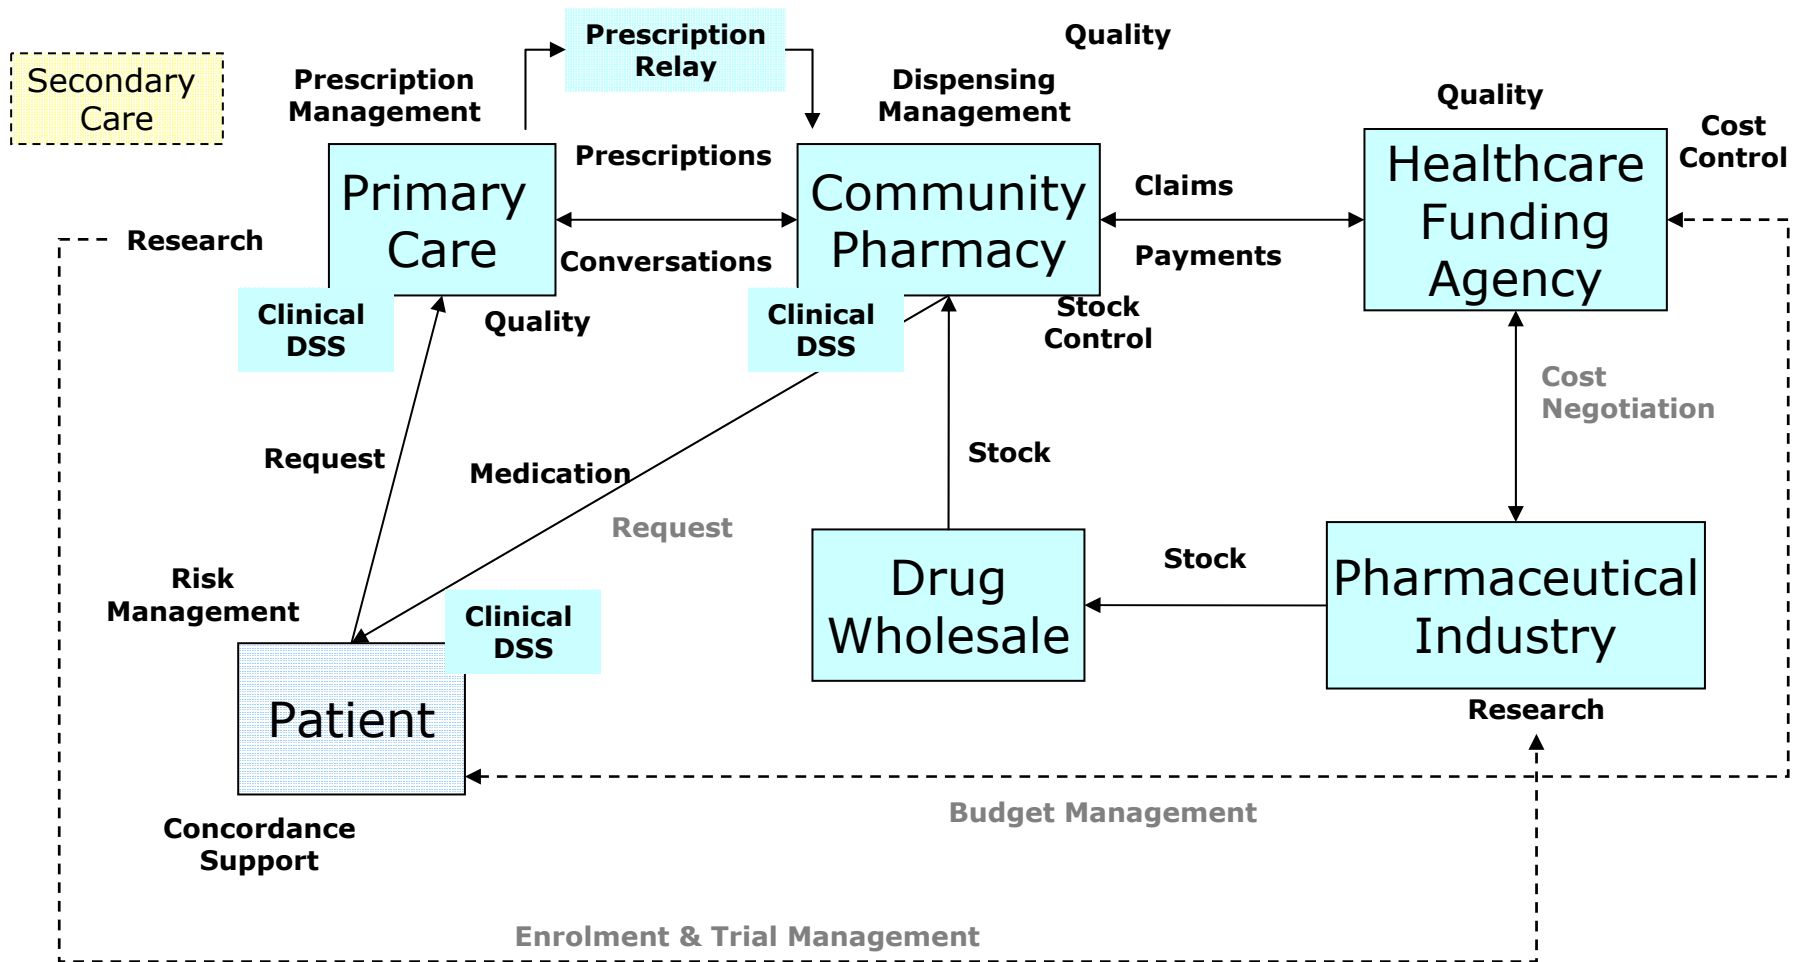 Secondary
Care
Prescription
Relay
Quality
Prescription
Management
Dispensing
Management
Quality
Cost
Control
Prescriptions
Primary
Care
Community
Pharmacy
Claims
Healthcare
Funding
Agency
Research
Conversations
Payments
Clinical
DSS
Quality
Clinical
DSS
Stock
Control
Cost
Negotiation
Request
Medication
Stock
Request
Risk
Management
Clinical
DSS
Drug
Wholesale
Stock
Pharmaceutical
Industry
Patient
Research
Concordance
Support
Budget Management
Enrolment & Trial Management